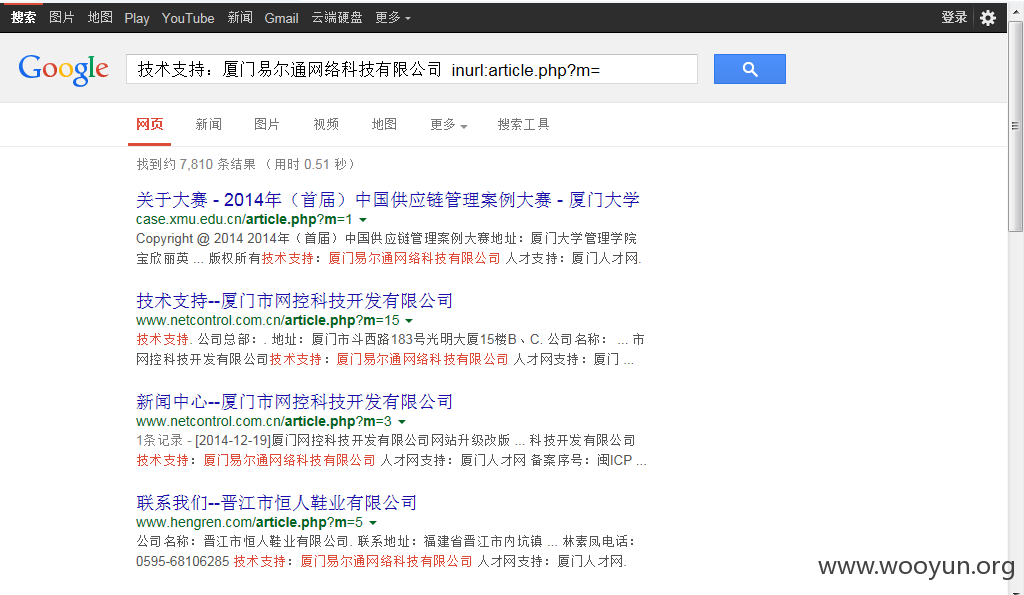 搜索 图片 地图 Play YouTube 新闻 Gmail 云端硬盘 更多 登录
Google 技术支持：厦门易尔通网络科技有限公司 inurl:article.php?m=
网页 新闻 图片 视频 地图 更多 搜索工具
找到约 7,810 条结果 （用时 0.51 秒）
关于大赛 - 2014年（首届）中国供应链管理案例大赛 - 厦门大学
case.xmu.edu.cn/article.php?m=1
Copyright @ 2014 2014年（首届）中国供应链管理案例大赛地址：厦门大学管理学院
宝欣丽英 ... 版权所有技术支持：厦门易尔通网络科技有限公司 人才支持：厦门人才网.
技术支持--厦门市网控科技开发有限公司
www.netcontrol.com.cn/article.php?m=15
技术支持. 公司总部：. 地址：厦门市斗西路183号光明大厦15楼B、C. 公司名称： ... 市
网控科技开发有限公司技术支持：厦门易尔通网络科技有限公司 人才网支持：厦门 ...
新闻中心--厦门市网控科技开发有限公司
www.netcontrol.com.cn/article.php?m=3
1条记录 - [2014-12-19]厦门网控科技开发有限公司网站升级改版 ... 科技开发有限公司
技术支持：厦门易尔通网络科技有限公司 人才网支持：厦门人才网 备案序号：闽ICP ...
联系我们--晋江市恒人鞋业有限公司
www.hengren.com/article.php?m=5
公司名称：晋江市恒人鞋业有限公司. 联系地址：福建省晋江市内坑镇 ... 林素凤电话：
0595-68106285 技术支持：厦门易尔通网络科技有限公司 人才网支持：厦门人才网.
www.wooyun.org